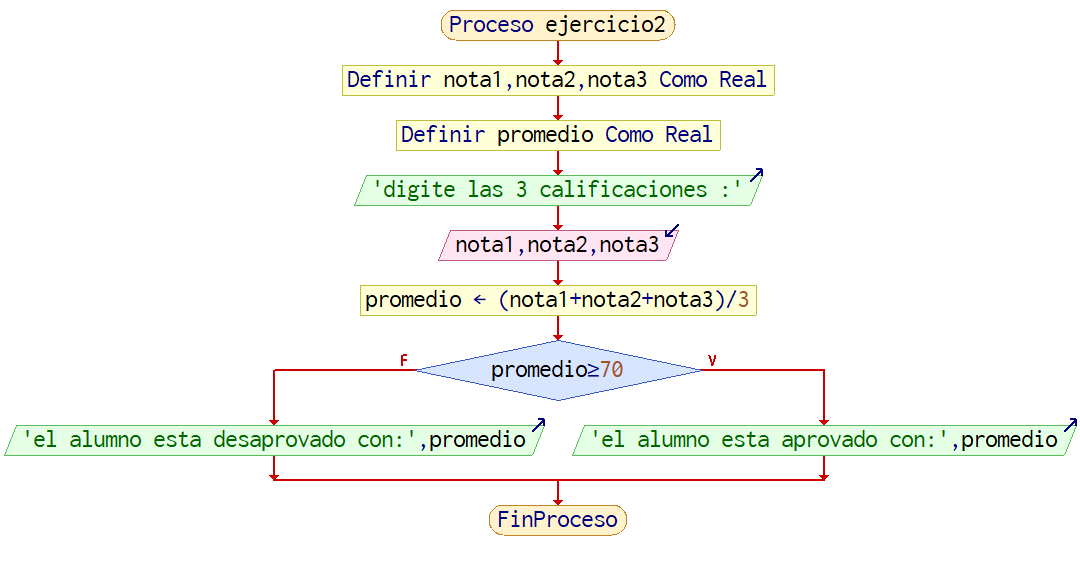 Proceso ejercicio2
Definir nota1,nota2,nota3 Como Real
Definir promedio Como Real
'digite las 3 calificaciones :'
nota1,nota2,nota3
promedio ← (nota1+nota2+nota3)/3
F
V
promedio≥70
'el alumno esta desaprovado con:',promedio
'el alumno esta aprovado con:',promedio
FinProceso